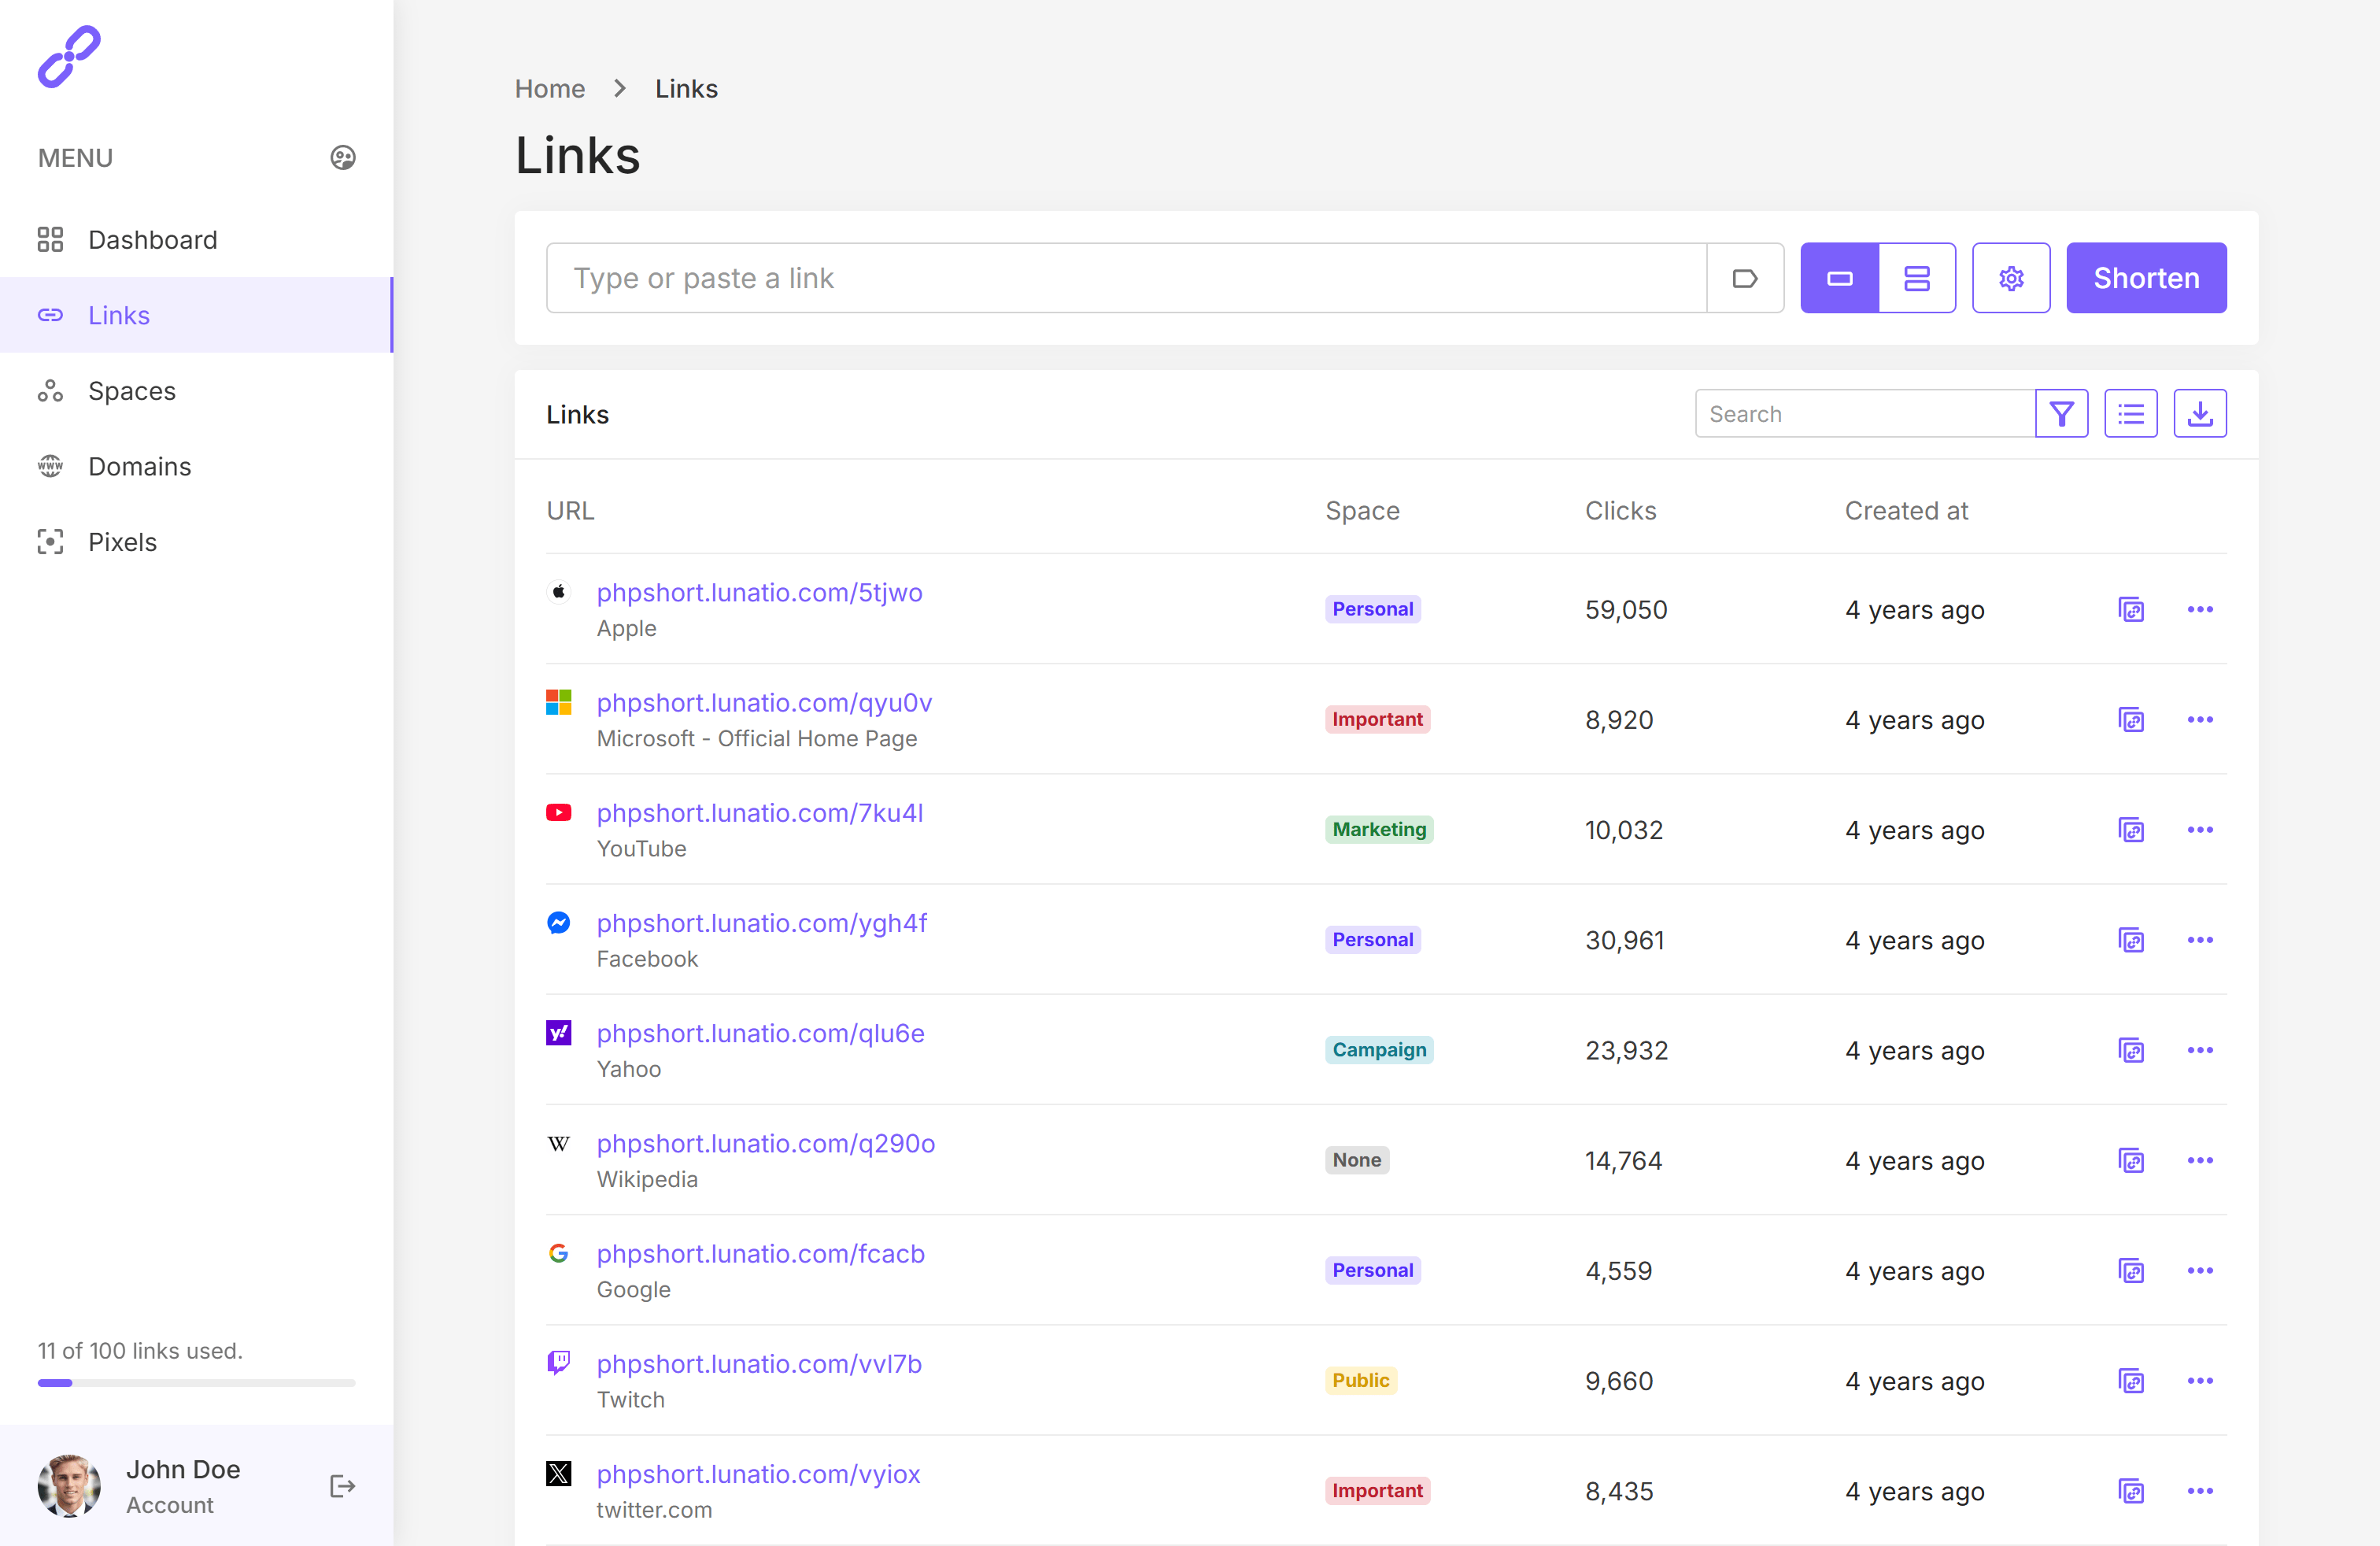 MENU
Dashboard
Links
Spaces
Domains
Pixels
11 of 100 links used.
John Doe
Account
Home > Links
Links
Type or paste a link
Shorten
Links
Search
URL Space Clicks Created at
phpshort.lunatio.com/5tjwo
Apple
Personal 59,050 4 years ago
phpshort.lunatio.com/qyu0v
Microsoft - Official Home Page
Important 8,920 4 years ago
phpshort.lunatio.com/7ku4l
YouTube
Marketing 10,032 4 years ago
phpshort.lunatio.com/ygh4f
Facebook
Personal 30,961 4 years ago
phpshort.lunatio.com/qlu6e
Yahoo
Campaign 23,932 4 years ago
phpshort.lunatio.com/q290o
Wikipedia
None 14,764 4 years ago
phpshort.lunatio.com/fcacb
Google
Personal 4,559 4 years ago
phpshort.lunatio.com/vvl7b
Twitch
Public 9,660 4 years ago
phpshort.lunatio.com/vyiox
twitter.com
Important 8,435 4 years ago